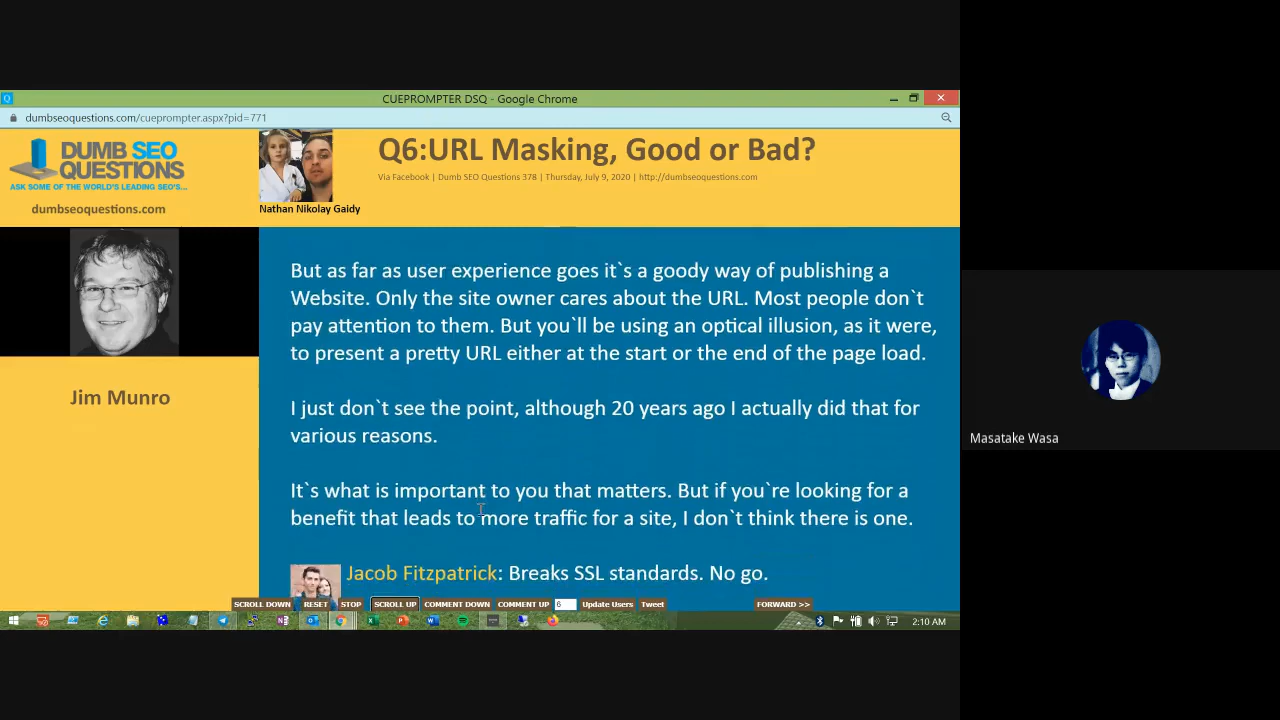 CUEPROMPTER DSQ - Google Chrome
dumbseoquestions.com/cueprompter.aspx?pid=771
DUMB SEO
QUESTIONS
ASK SOME OF THE WORLD'S LEADING SEO'S...
dumbseoquestions.com
Nathan Nikolay Gaidy
Q6:URL Masking, Good or Bad?
Via Facebook | Dumb SEO Questions 378 | Thursday, July 9, 2020 | http://dumbseoquestions.com
Jim Munro
But as far as user experience goes it`s a goody way of publishing a
Website. Only the site owner cares about the URL. Most people don`t
pay attention to them. But you`ll be using an optical illusion, as it were,
to present a pretty URL either at the start or the end of the page load.
I just don`t see the point, although 20 years ago I actually did that for
various reasons.
It`s what is important to you that matters. But if you`re looking for a
benefit that leads to more traffic for a site, I don`t think there is one.
Jacob Fitzpatrick: Breaks SSL standards. No go.
SCROLL DOWN RESET STOP SCROLL UP COMMENT DOWN COMMENT UP 6 Update Users Tweet FORWARD >>
2:10 AM
Masatake Wasa